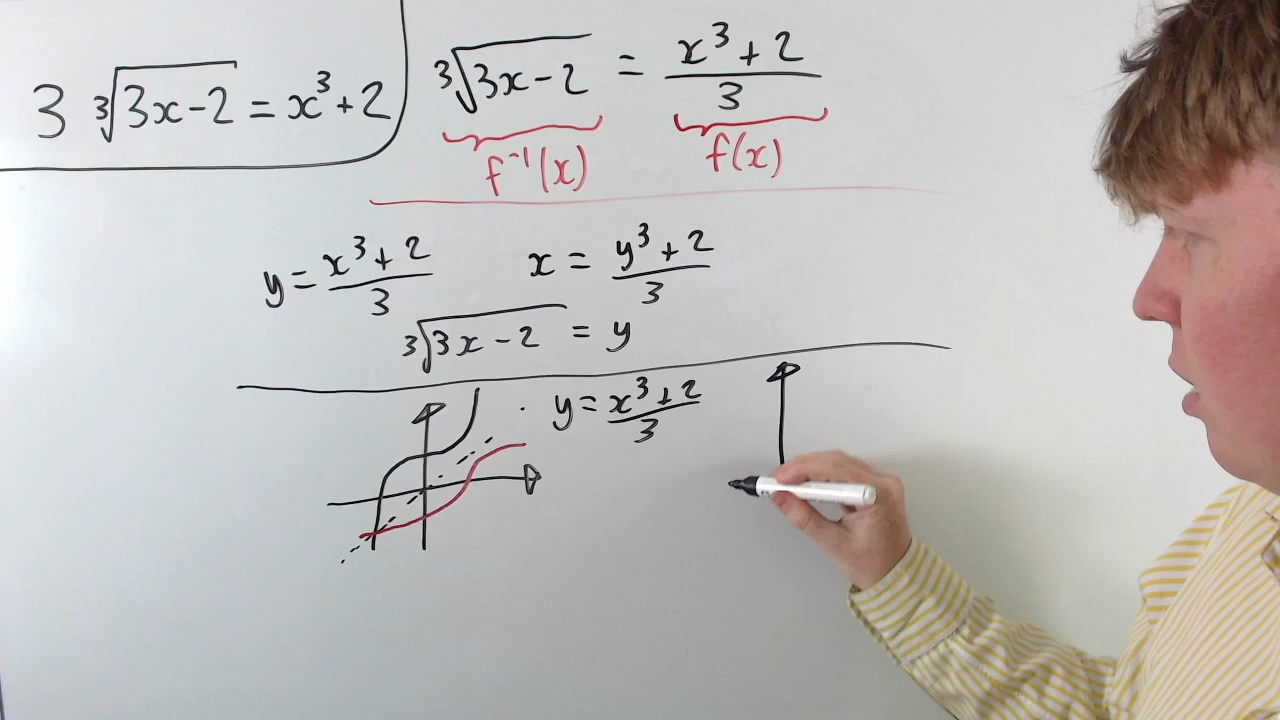 3 ∛(3x-2) = x³+2
∛(3x-2) = (x³+2)/3
f⁻¹(x) f(x)
y = (x³+2)/3 x = (y³+2)/3
∛(3x-2) = y
y = (x³+2)/3